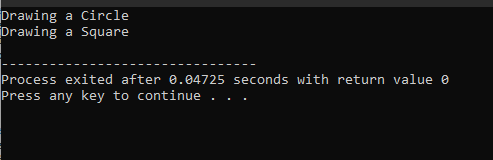 Drawing a Circle
Drawing a Square
--------------------------------
Process exited after 0.04725 seconds with return value 0
Press any key to continue . . .